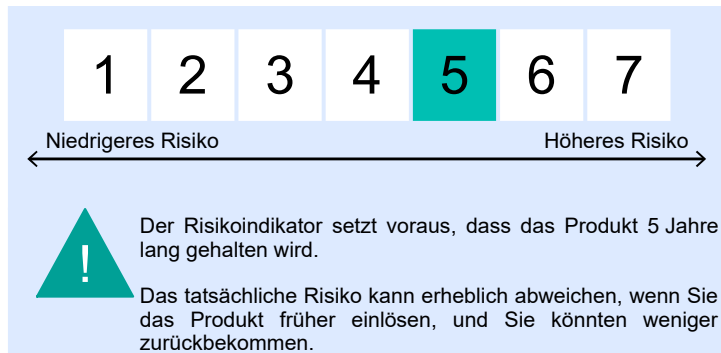 1 2 3 4 5 6 7
Niedrigeres Risiko Höheres Risiko
!
Der Risikoindikator setzt voraus, dass das Produkt 5 Jahre
lang gehalten wird.
Das tatsächliche Risiko kann erheblich abweichen, wenn Sie
das Produkt früher einlösen, und Sie könnten weniger
zurückbekommen.